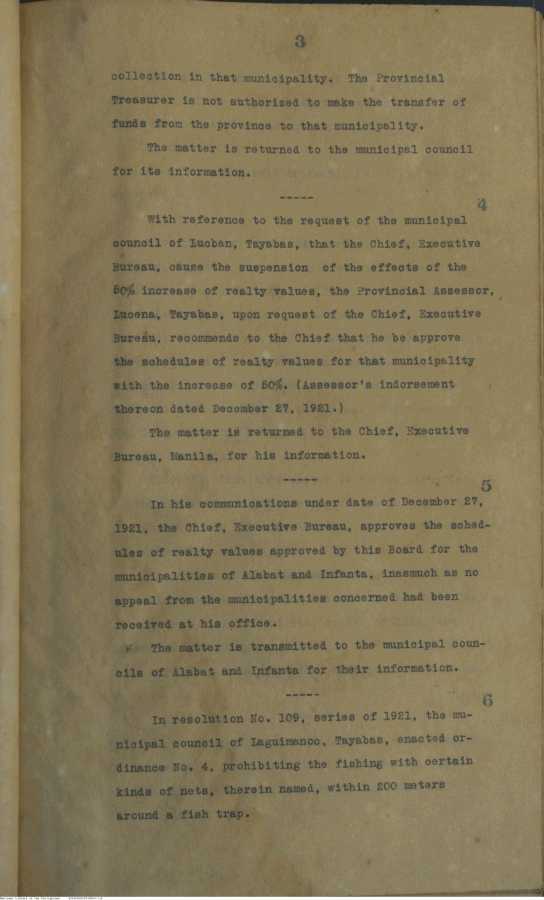 3
collection in that municipality. The Provincial
Treasurer is not authorized to make the transfer of
funds from the province to that municipality.
The matter is returned to the municipal council
for its information.
-----
4
With reference to the request of the municipal
council of Lucban, Tayabas, that the Chief, Executive
Bureau, cause the suspension of the effects of the
50% increase of realty values, the Provincial Assessor,
Lucena, Tayabas, upon request of the Chief, Executive
Bureau, recommends to the Chief that he be approve
the schedules of realty values for that municipality
with the increase of 50%. (Assessor's indorsement
thereon dated December 27, 1921.)
The matter is returned to the Chief, Executive
Bureau, Manila, for his information.
-----
5
In his communications under date of December 27,
1921, the Chief, Executive Bureau, approves the sched-
ules of realty values approved by this Board for the
municipalities of Alabat and Infanta, inasmuch as no
appeal from the municipalities concerned had been
received at his office.
The matter is transmitted to the municipal coun-
cils of Alabat and Infanta for their information.
-----
6
In resolution No. 109, series of 1921, the mu-
nicipal council of Laguimanoc, Tayabas, enacted or-
dinance No. 4, prohibiting the fishing with certain
kinds of nets, therein named, within 200 meters
around a fish trap.